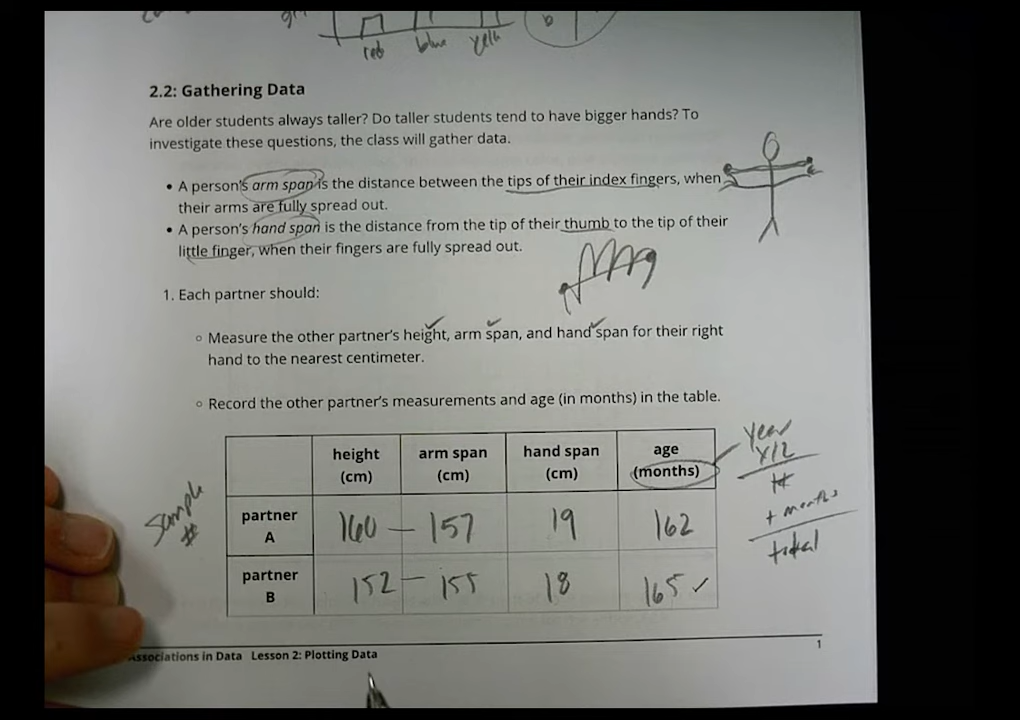 red blue
2.2: Gathering Data
Are older students always taller? Do taller students tend to have bigger hands? To
investigate these questions, the class will gather data.
• A person's arm span is the distance between the tips of their index fingers, when
their arms are fully spread out.
• A person's hand span is the distance from the tip of their thumb to the tip of their
little finger, when their fingers are fully spread out.
1. Each partner should:
○ Measure the other partner's height, arm span, and hand span for their right
hand to the nearest centimeter.
○ Record the other partner's measurements and age (in months) in the table.
height arm span hand span age
(cm) (cm) (cm) (months)
year
x12
#
+ months
total
Sample
#
partner
A
160 — 157 19 162
partner
B
152 — 155 18 165 ✓
Associations in Data Lesson 2: Plotting Data
1